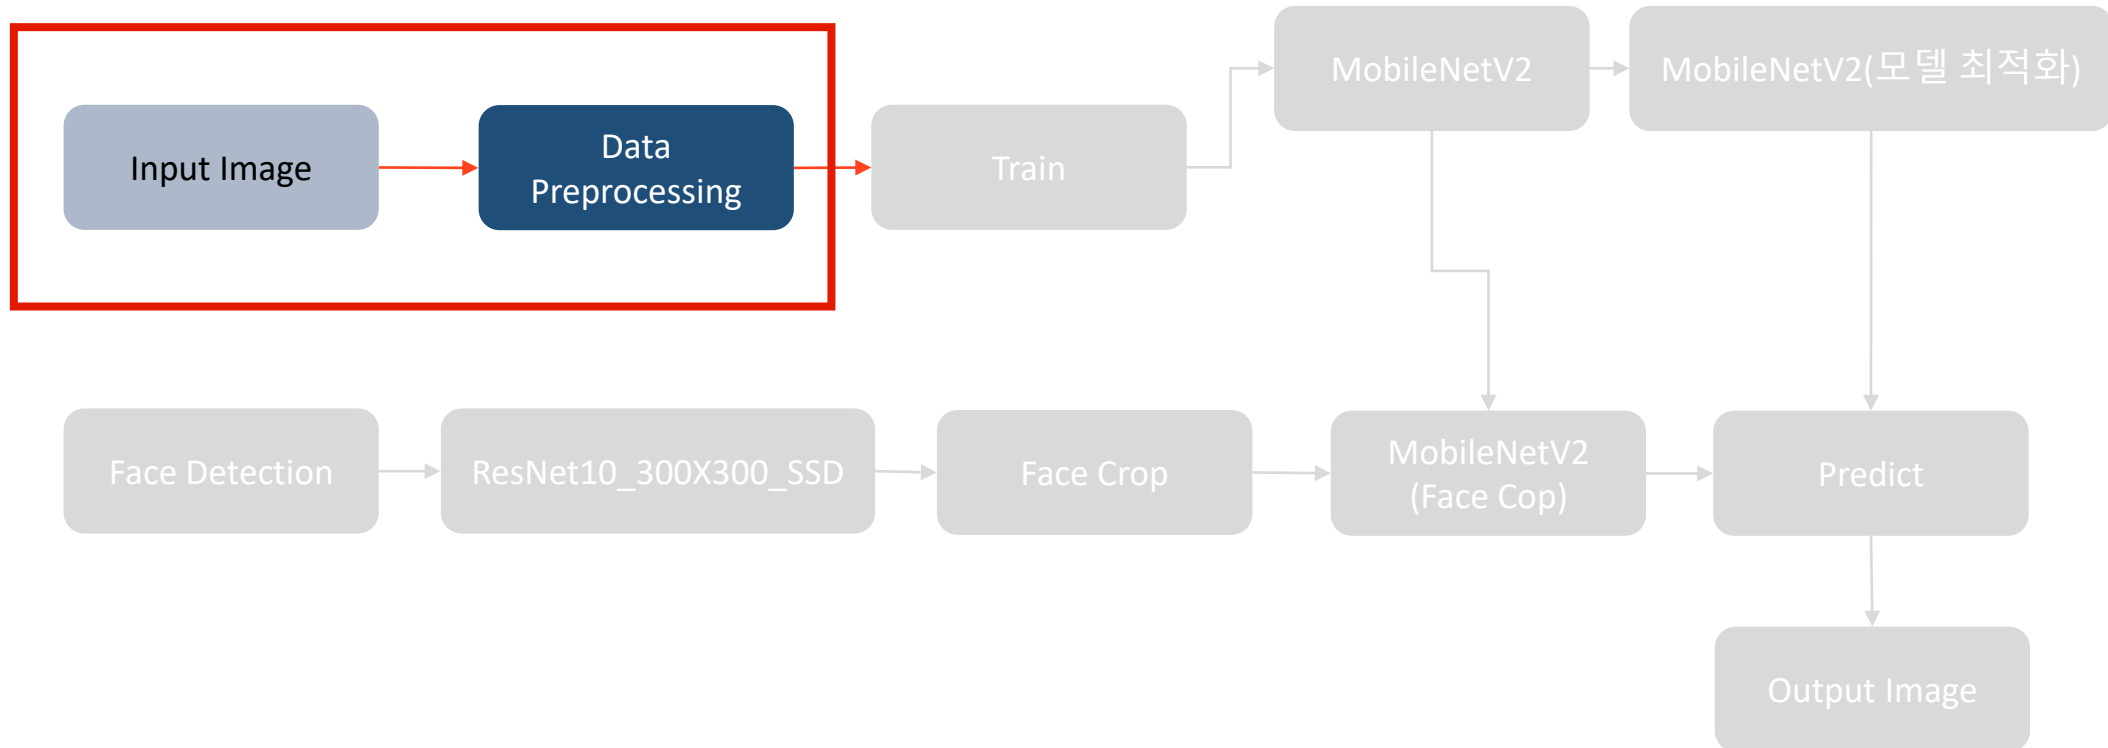 Input Image
Data
Preprocessing
Train
MobileNetV2
MobileNetV2(모델 최적화)
Face Detection
ResNet10_300X300_SSD
Face Crop
MobileNetV2
(Face Cop)
Predict
Output Image